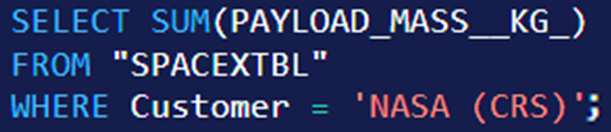 SELECT SUM(PAYLOAD_MASS__KG_)
FROM "SPACEXTBL"
WHERE Customer = 'NASA (CRS)';